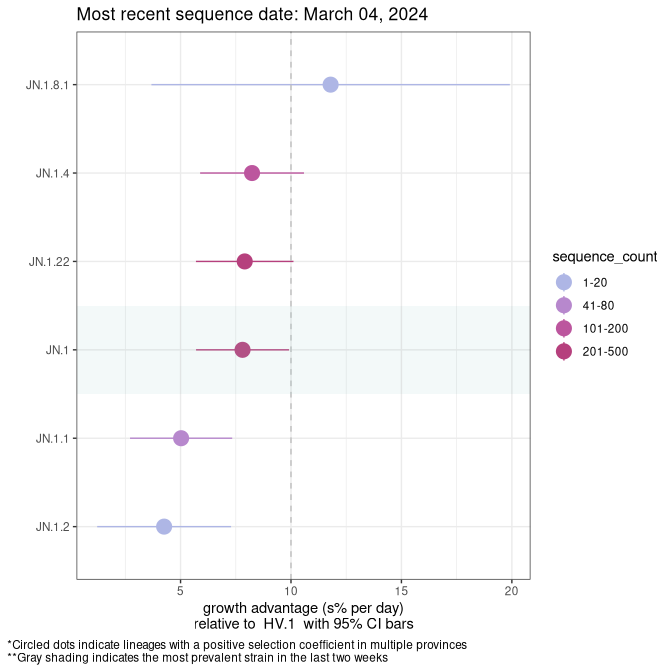 Most recent sequence date: March 04, 2024
JN.1.8.1
JN.1.4
JN.1.22
JN.1
JN.1.1
JN.1.2
sequence_count
1-20
41-80
101-200
201-500
5
10
15
20
growth advantage (s% per day)
relative to HV.1 with 95% CI bars
*Circled dots indicate lineages with a positive selection coefficient in multiple provinces
**Gray shading indicates the most prevalent strain in the last two weeks